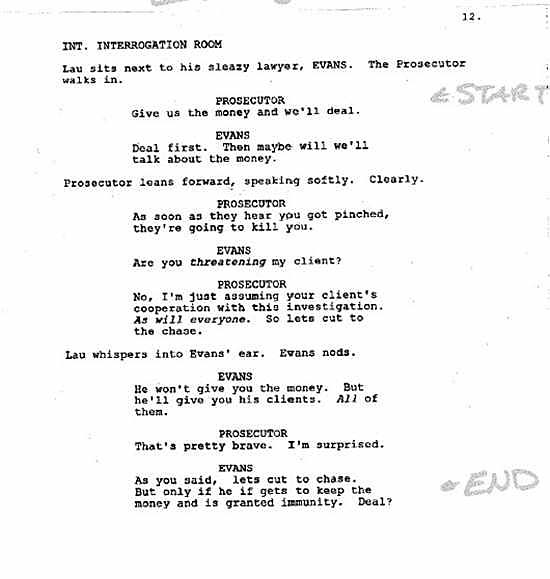 12.
INT. INTERROGATION ROOM
Lau sits next to his sleazy lawyer, EVANS. The Prosecutor
walks in.
← START
PROSECUTOR
Give us the money and we'll deal.
EVANS
Deal first. Then maybe will we'll
talk about the money.
Prosecutor leans forward, speaking softly. Clearly.
PROSECUTOR
As soon as they hear you got pinched,
they're going to kill you.
EVANS
Are you threatening my client?
PROSECUTOR
No, I'm just assuming your client's
cooperation with this investigation.
As will everyone. So lets cut to
the chase.
Lau whispers into Evans' ear. Evans nods.
EVANS
He won't give you the money. But
he'll give you his clients. All of
them.
PROSECUTOR
That's pretty brave. I'm surprised.
EVANS
As you said, lets cut to chase.
But only if he if gets to keep the
money and is granted immunity. Deal?
← END